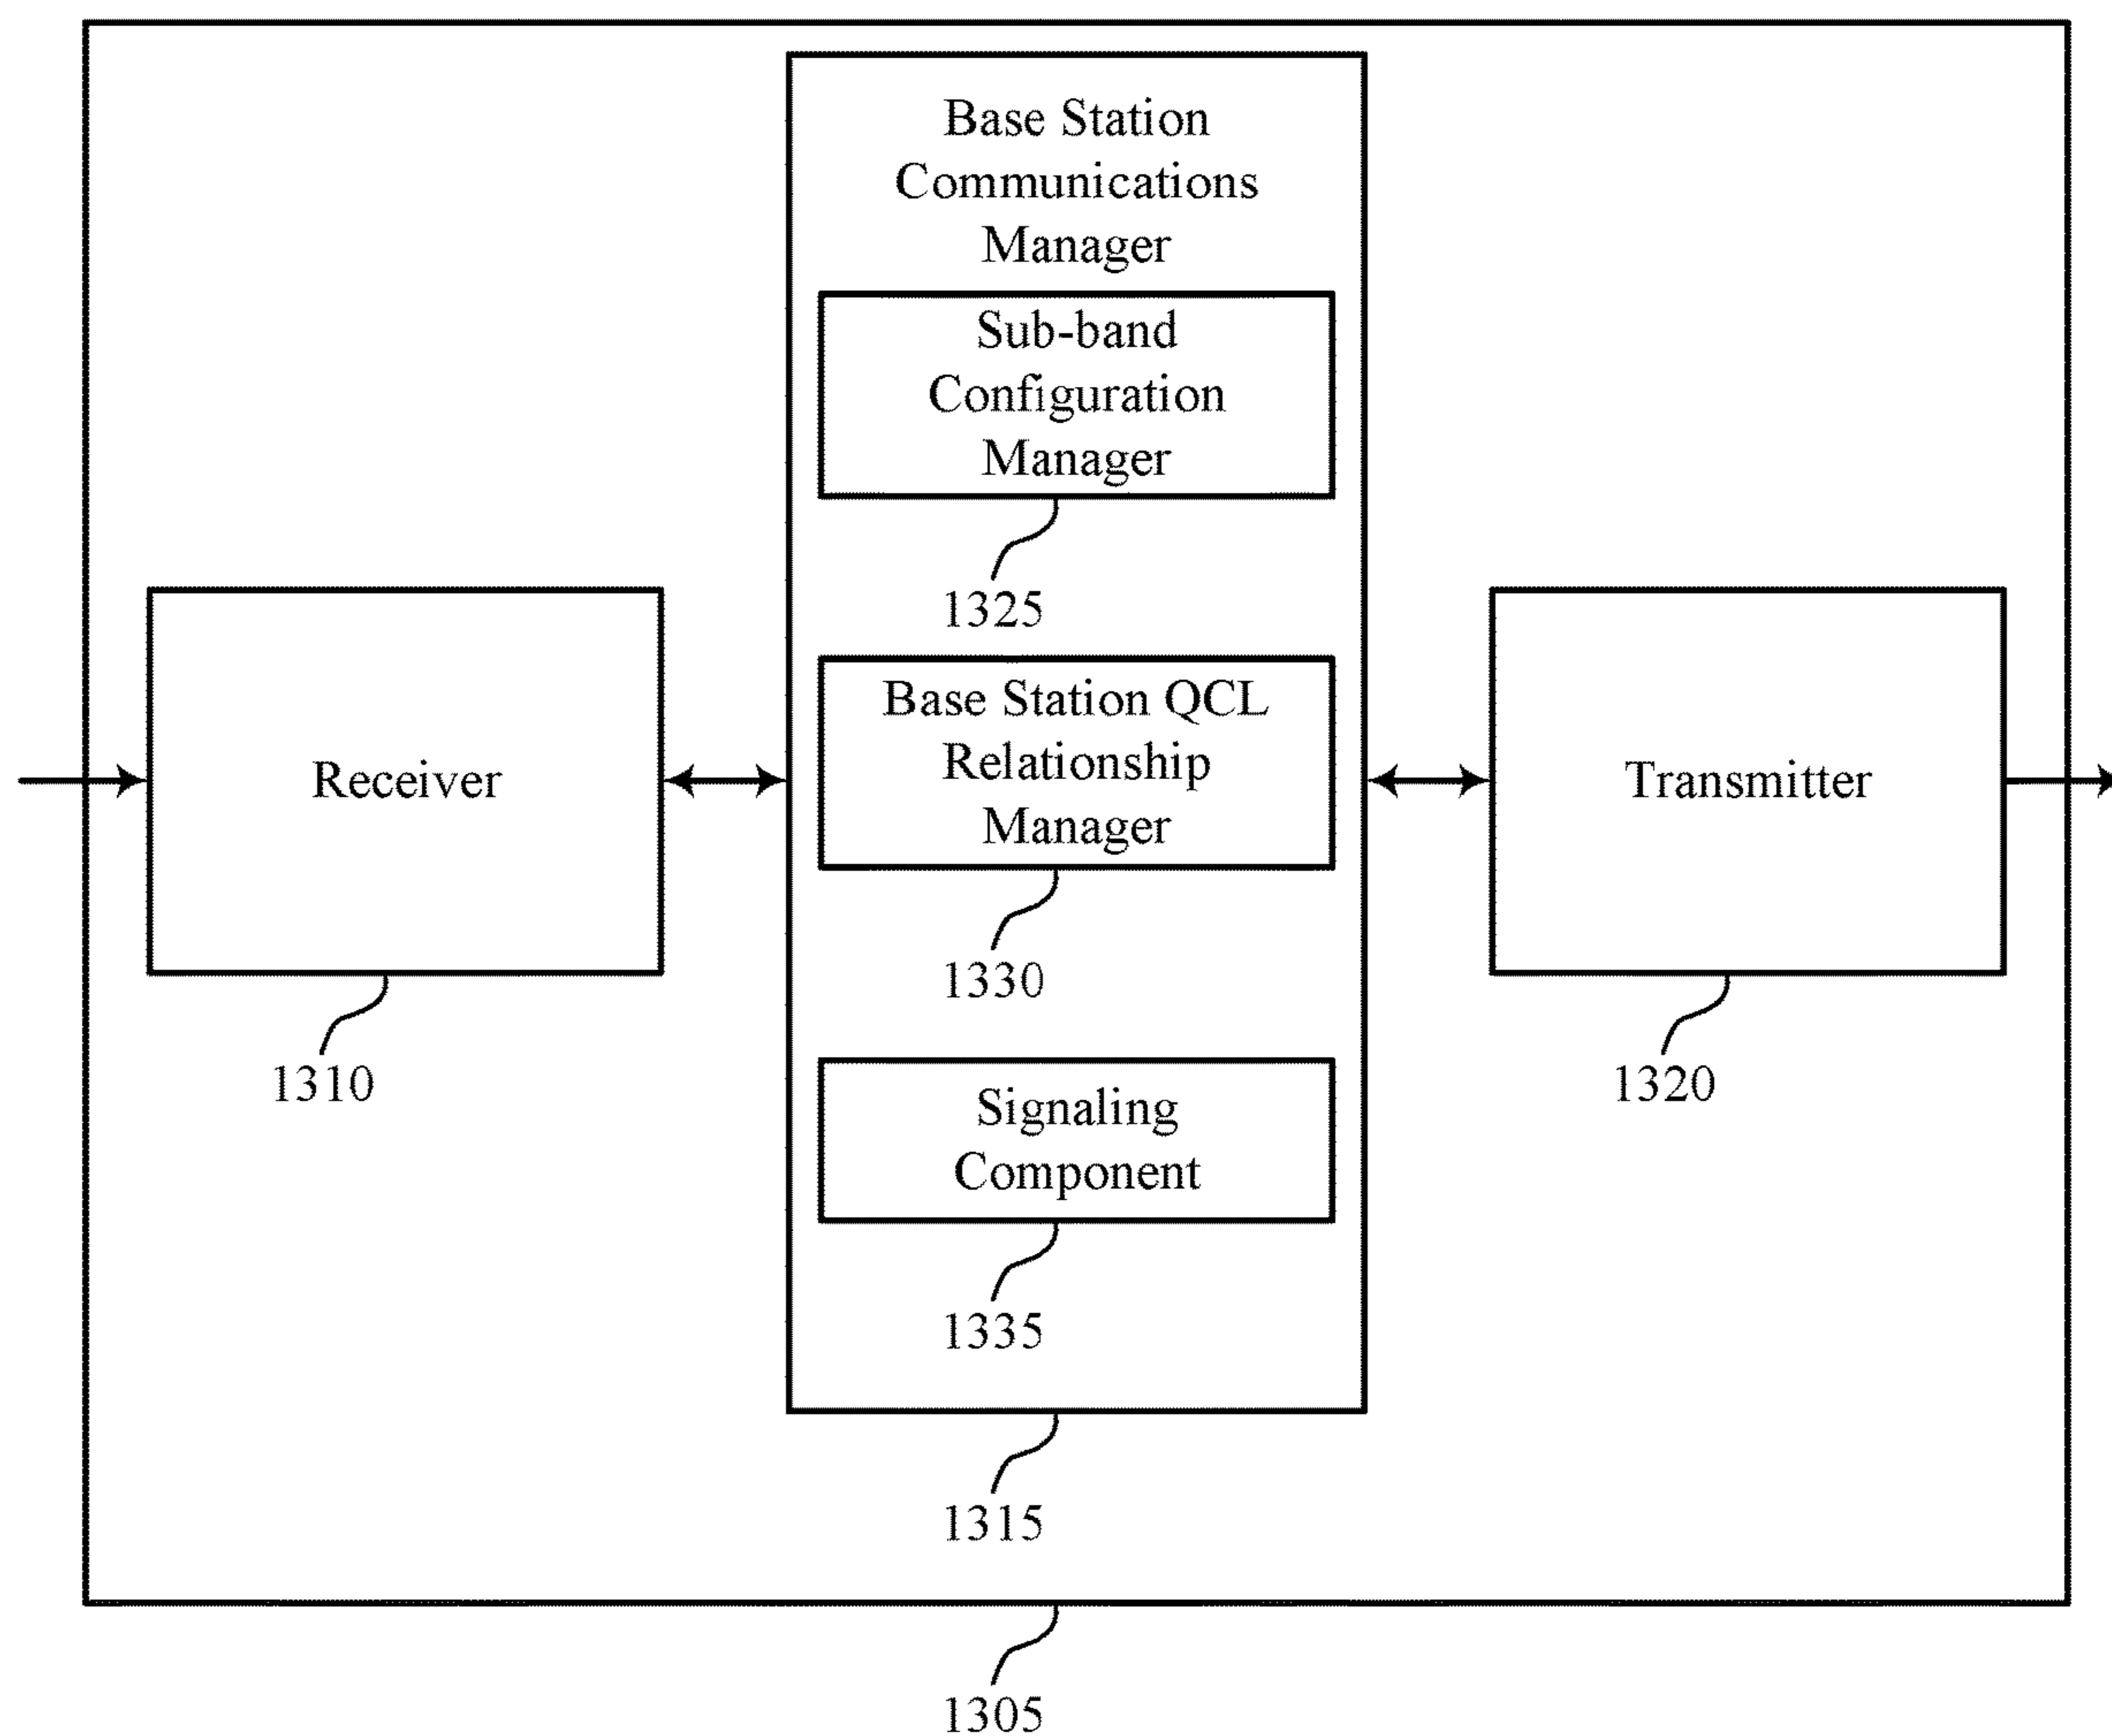 Base Station
Communications
Manager
Sub-band
Configuration
Manager
1325
Receiver
1310
Base Station QCL
Relationship
Manager
1330
Transmitter
1320
Signaling
Component
1335
1315
1305